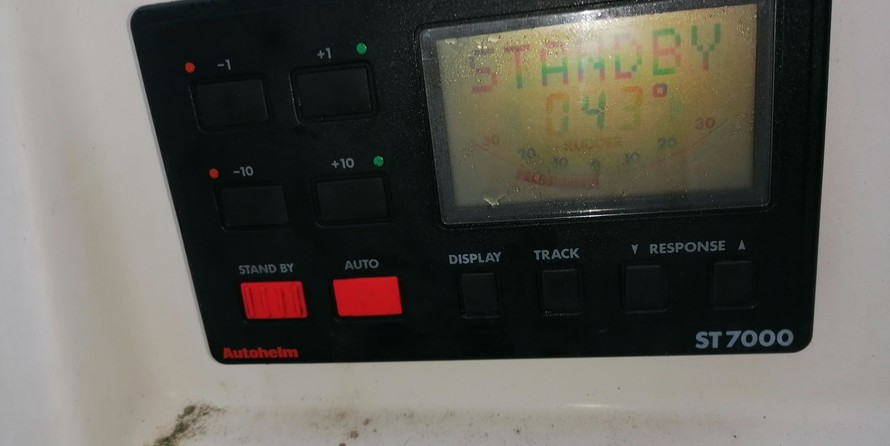 -1 +1
STANDBY
043°
30 20 10 0 10 20 30
RUDDER
-10 +10
STAND BY AUTO DISPLAY TRACK ▼ RESPONSE ▲
Autohelm ST7000